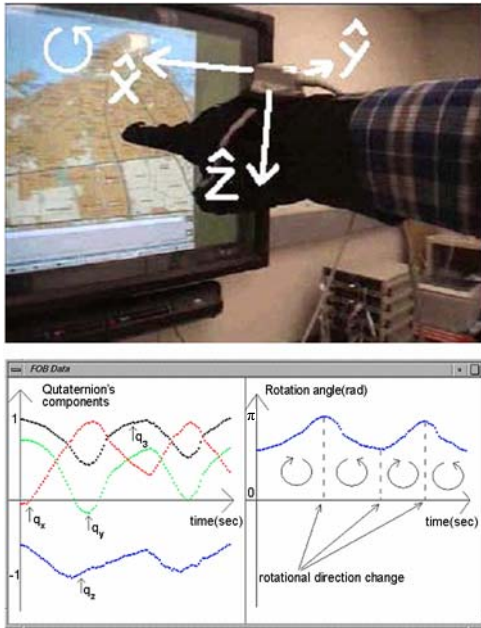 X̂
Ŷ
Ẑ
FOB Data
Qutaternion's
components
1
q3
qx
qy
time(sec)
-1
qz
Rotation angle(rad)
π
0
time(sec)
rotational direction change